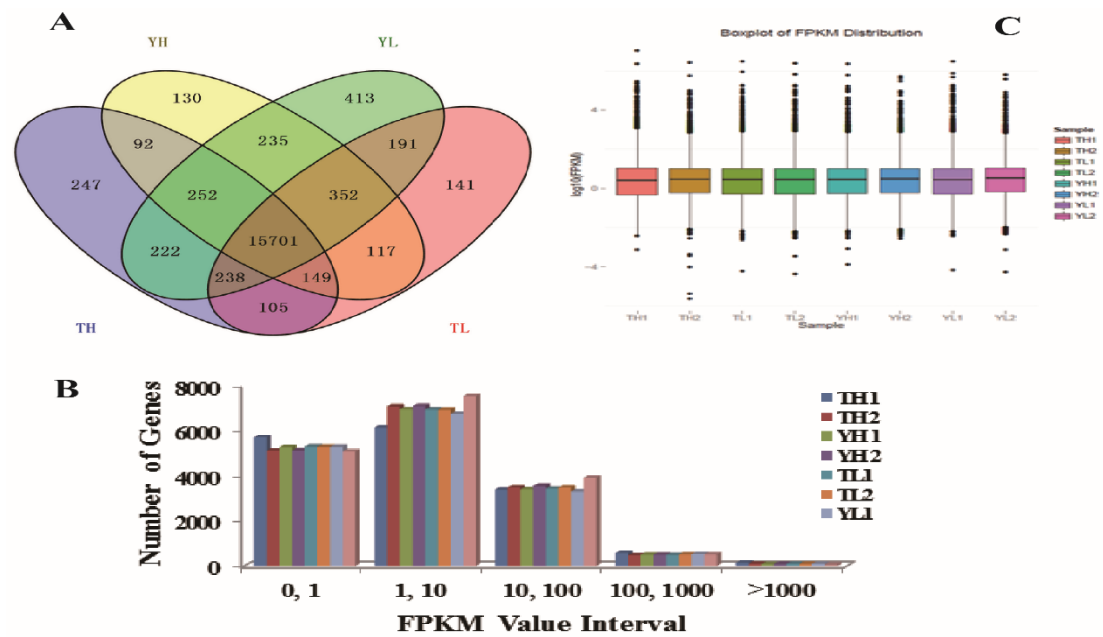 A
YH
YL
130
413
92
235
191
247
141
252
352
15701
222
117
238
149
105
TH
TL
C
Boxplot of FPKM Distribution
log10(FPKM)
4
0
-4
TH1 TH2 TL1 TL2 YH1 YH2 YL1 YL2
Sample
Sample
TH1
TH2
TL1
TL2
YH1
YH2
YL1
YL2
B
Number of Genes
8000
6000
4000
2000
0
0, 1 1, 10 10, 100 100, 1000 >1000
FPKM Value Interval
TH1
TH2
YH1
YH2
TL1
TL2
YL1